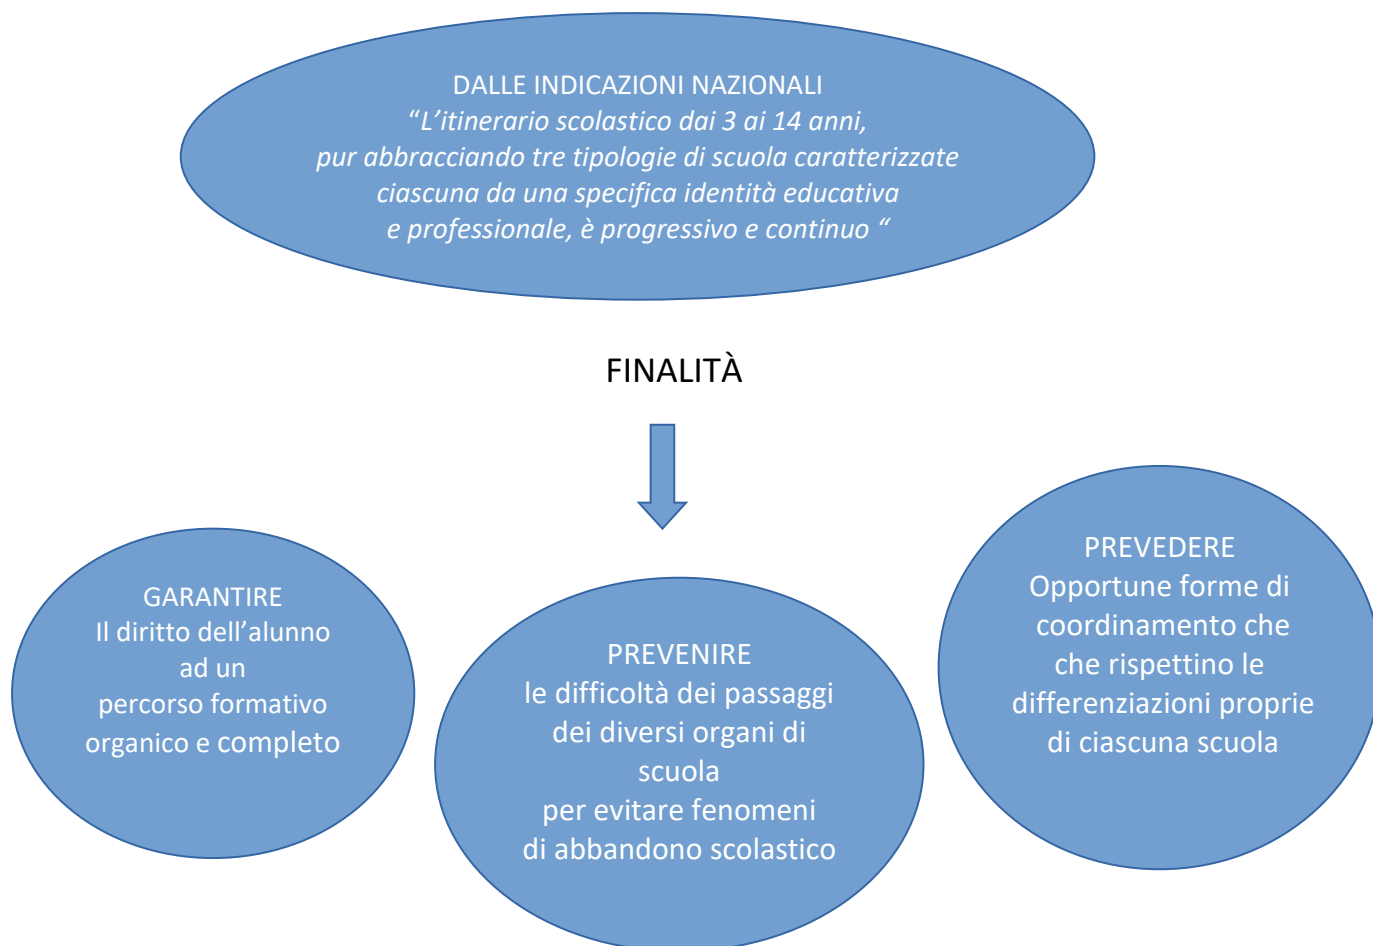 DALLE INDICAZIONI NAZIONALI
“L’itinerario scolastico dai 3 ai 14 anni,
pur abbracciando tre tipologie di scuola caratterizzate
ciascuna da una specifica identità educativa
e professionale, è progressivo e continuo “
FINALITÀ
GARANTIRE
Il diritto dell’alunno
ad un
percorso formativo
organico e completo
PREVENIRE
le difficoltà dei passaggi
dei diversi organi di
scuola
per evitare fenomeni
di abbandono scolastico
PREVEDERE
Opportune forme di
coordinamento che
che rispettino le
differenziazioni proprie
di ciascuna scuola